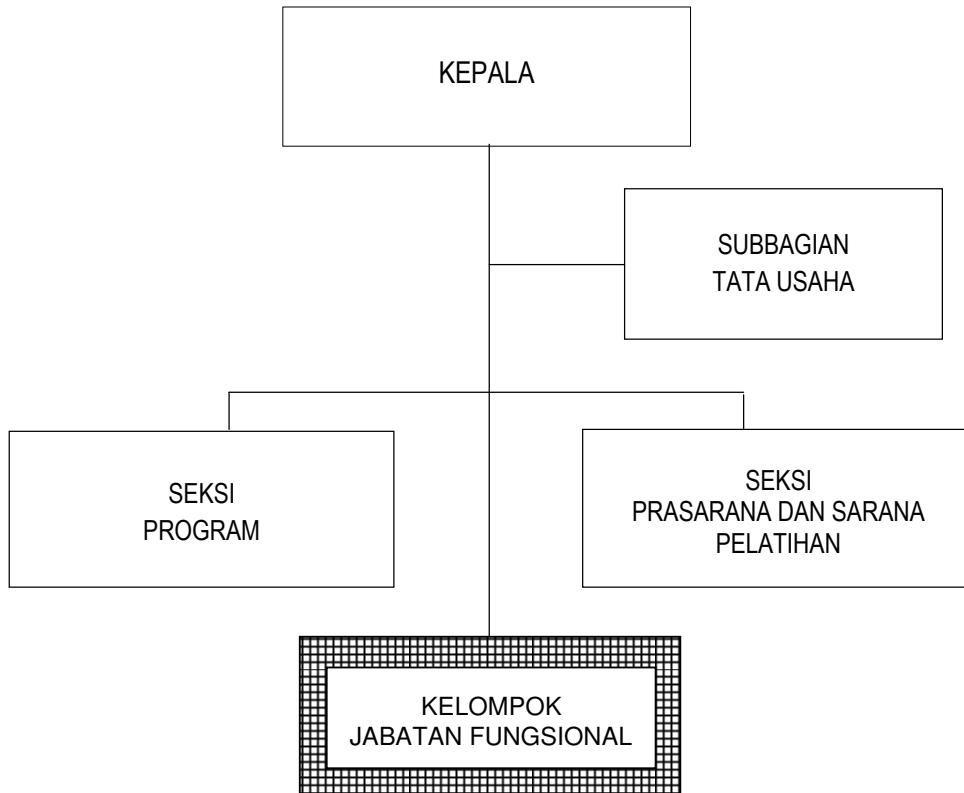 KEPALA
SUBBAGIAN
TATA USAHA
SEKSI
PROGRAM
SEKSI
PRASARANA DAN SARANA
PELATIHAN
KELOMPOK
JABATAN FUNGSIONAL